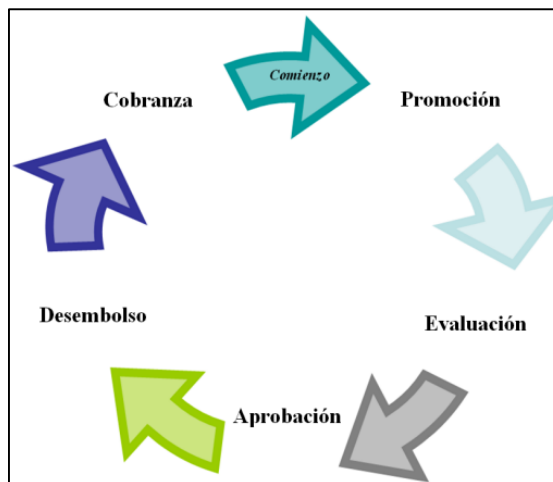 Comienzo
Cobranza
Promoción
Desembolso
Evaluación
Aprobación